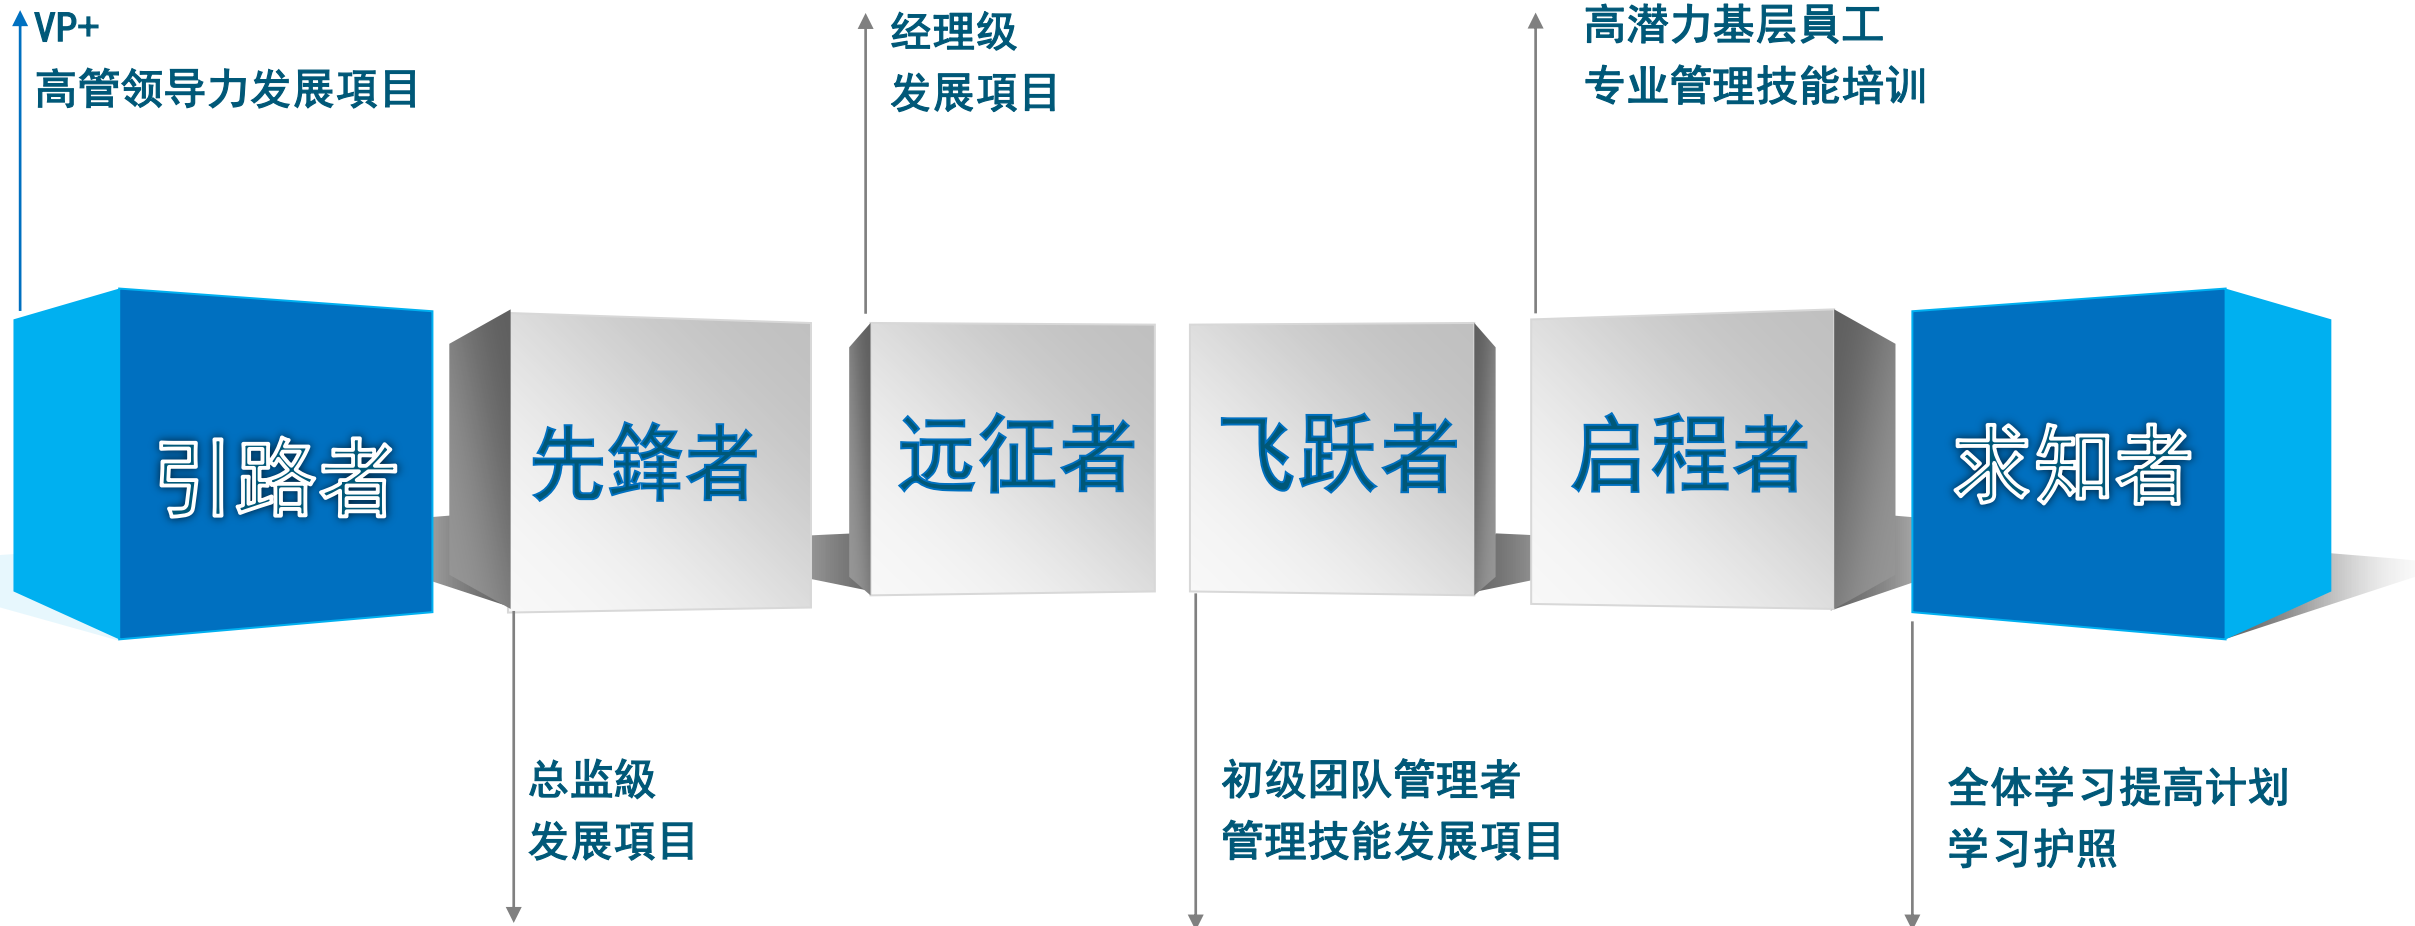 VP+
高管领导力发展項目
经理级
发展項目
高潜力基层員工
专业管理技能培训
引路者
先鋒者
远征者
飞跃者
启程者
求知者
总监級
发展項目
初级团队管理者
管理技能发展項目
全体学习提高计划
学习护照